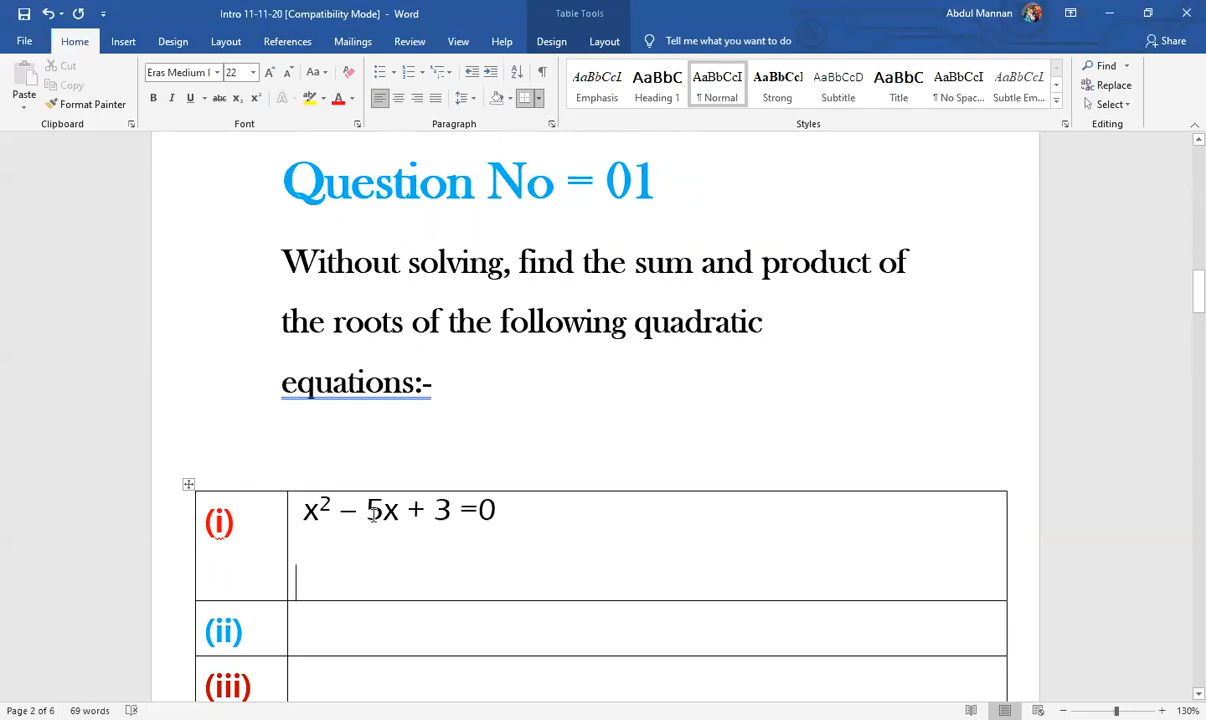 Intro 11-11-20 [Compatibility Mode] - Word
Table Tools
Abdul Mannan
File Home Insert Design Layout References Mailings Review View Help Design Layout Tell me what you want to do Share
Paste
Cut
Copy
Format Painter
Clipboard
Eras Medium I 22 Aa
B I U abc x₂ x² A A
Font
Paragraph
AaBbCcI AaBbC AaBbCcI AaBbCc AaBbCcD AaBbC AaBbCcI AaBbCcI
Emphasis Heading 1 ¶ Normal Strong Subtitle Title ¶ No Spac... Subtle Em...
Styles
Find
Replace
Select
Editing
Question No = 01
Without solving, find the sum and product of
the roots of the following quadratic
equations:-
(i) x² – 5x + 3 =0
(ii)
(iii)
Page 2 of 6 69 words 130%